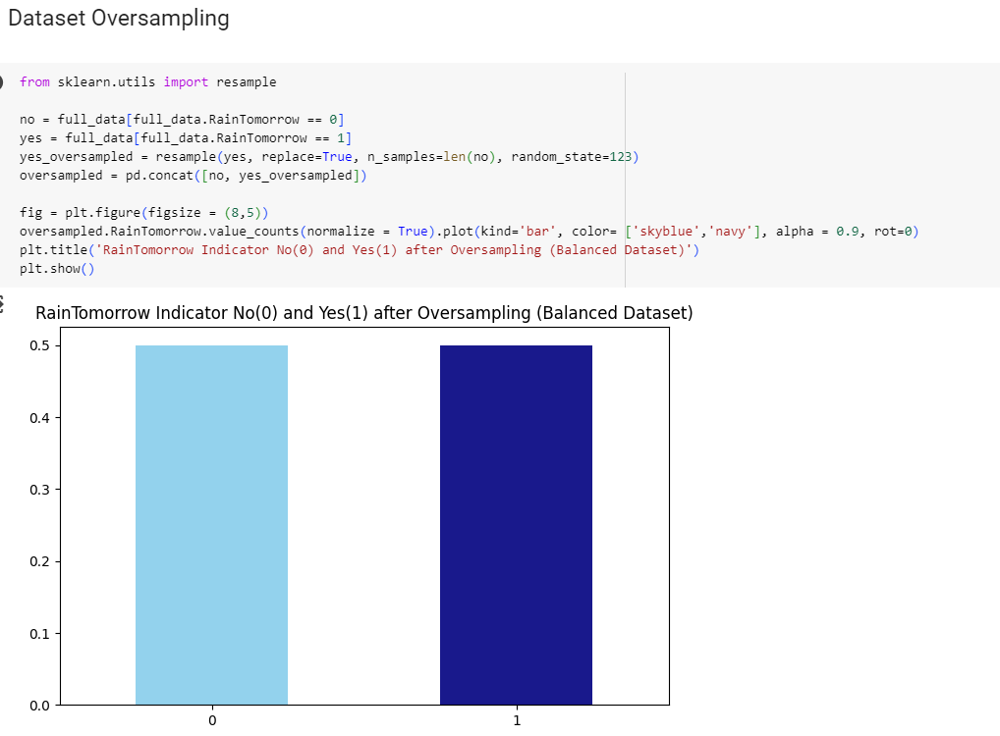 Dataset Oversampling
from sklearn.utils import resample
no = full_data[full_data.RainTomorrow == 0]
yes = full_data[full_data.RainTomorrow == 1]
yes_oversampled = resample(yes, replace=True, n_samples=len(no), random_state=123)
oversampled = pd.concat([no, yes_oversampled])
fig = plt.figure(figsize = (8,5))
oversampled.RainTomorrow.value_counts(normalize = True).plot(kind='bar', color= ['skyblue','navy'], alpha = 0.9, rot=0)
plt.title('RainTomorrow Indicator No(0) and Yes(1) after Oversampling (Balanced Dataset)')
plt.show()
RainTomorrow Indicator No(0) and Yes(1) after Oversampling (Balanced Dataset)
0.5
0.4
0.3
0.2
0.1
0.0
0 1